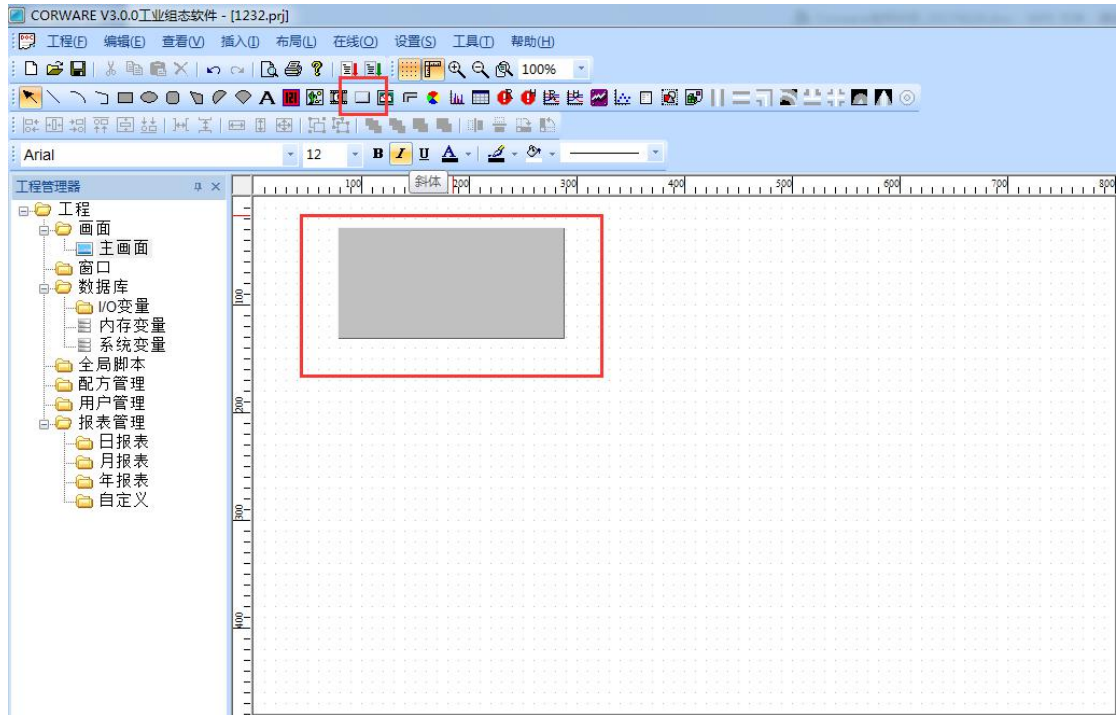 CORWARE V3.0.0工业组态软件 - [1232.prj]
工程(F) 编辑(E) 查看(V) 插入(I) 布局(L) 在线(O) 设置(S) 工具(T) 帮助(H)
100%
Arial 12 B I U A
斜体
工程管理器
100 200 300 400 500 600 700 800
工程
画面
主画面
窗口
数据库
I/O变量
内存变量
系统变量
全局脚本
配方管理
用户管理
报表管理
日报表
月报表
年报表
自定义
100
200
300
400